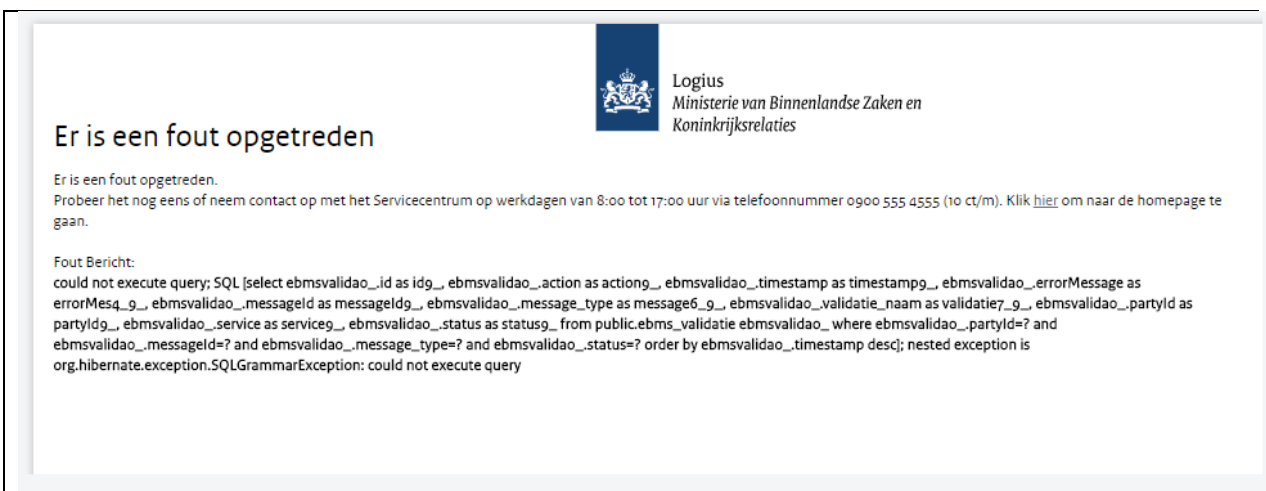 Logius
Ministerie van Binnenlandse Zaken en
Koninkrijksrelaties
Er is een fout opgetreden
Er is een fout opgetreden.
Probeer het nog eens of neem contact op met het Servicecentrum op werkdagen van 8:00 tot 17:00 uur via telefoonnummer 0900 555 4555 (10 ct/m). Klik hier om naar de homepage te
gaan.
Fout Bericht:
could not execute query; SQL [select ebmsvalidao_.id as id9_, ebmsvalidao_.action as action9_, ebmsvalidao_.timestamp as timestamp9_, ebmsvalidao_.errorMessage as
errorMes4_9_, ebmsvalidao_.messageId as messageId9_, ebmsvalidao_.message_type as message6_9_, ebmsvalidao_.validatie_naam as validatie7_9_, ebmsvalidao_.partyId as
partyId9_, ebmsvalidao_.service as service9_, ebmsvalidao_.status as status9_ from public.ebms_validatie ebmsvalidao_ where ebmsvalidao_.partyId=? and
ebmsvalidao_.messageId=? and ebmsvalidao_.message_type=? and ebmsvalidao_.status=? order by ebmsvalidao_.timestamp desc]; nested exception is
org.hibernate.exception.SQLGrammarException: could not execute query